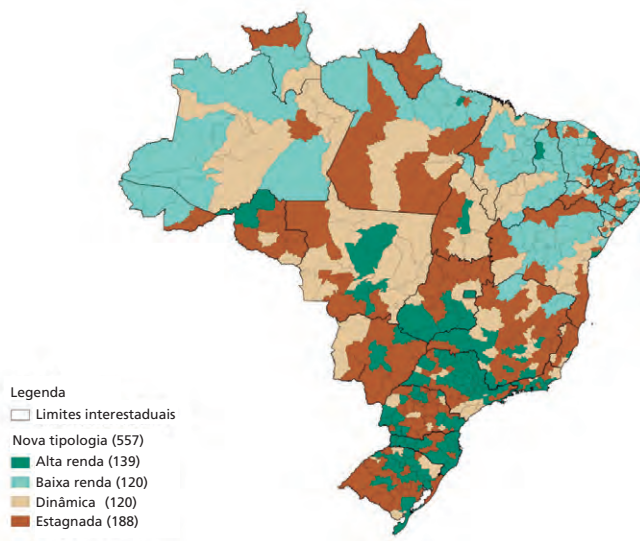 Legenda
Limites interestaduais
Nova tipologia (557)
Alta renda (139)
Baixa renda (120)
Dinâmica (120)
Estagnada (188)